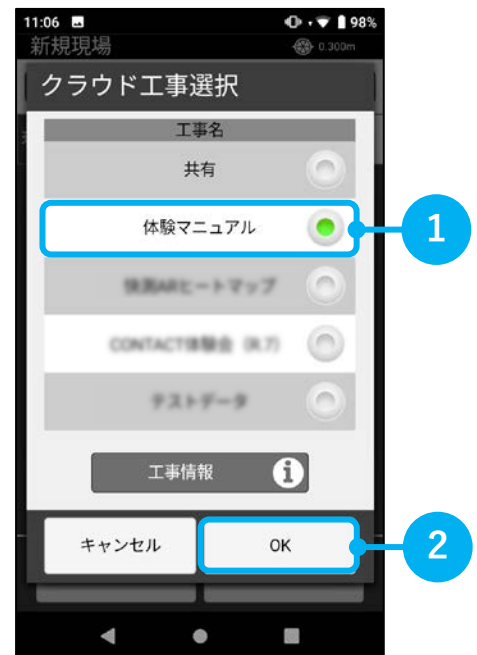 11:06 98%
新規現場 0.300m
クラウド工事選択
工事名
共有
体験マニュアル
1
工事情報
キャンセル
OK
2